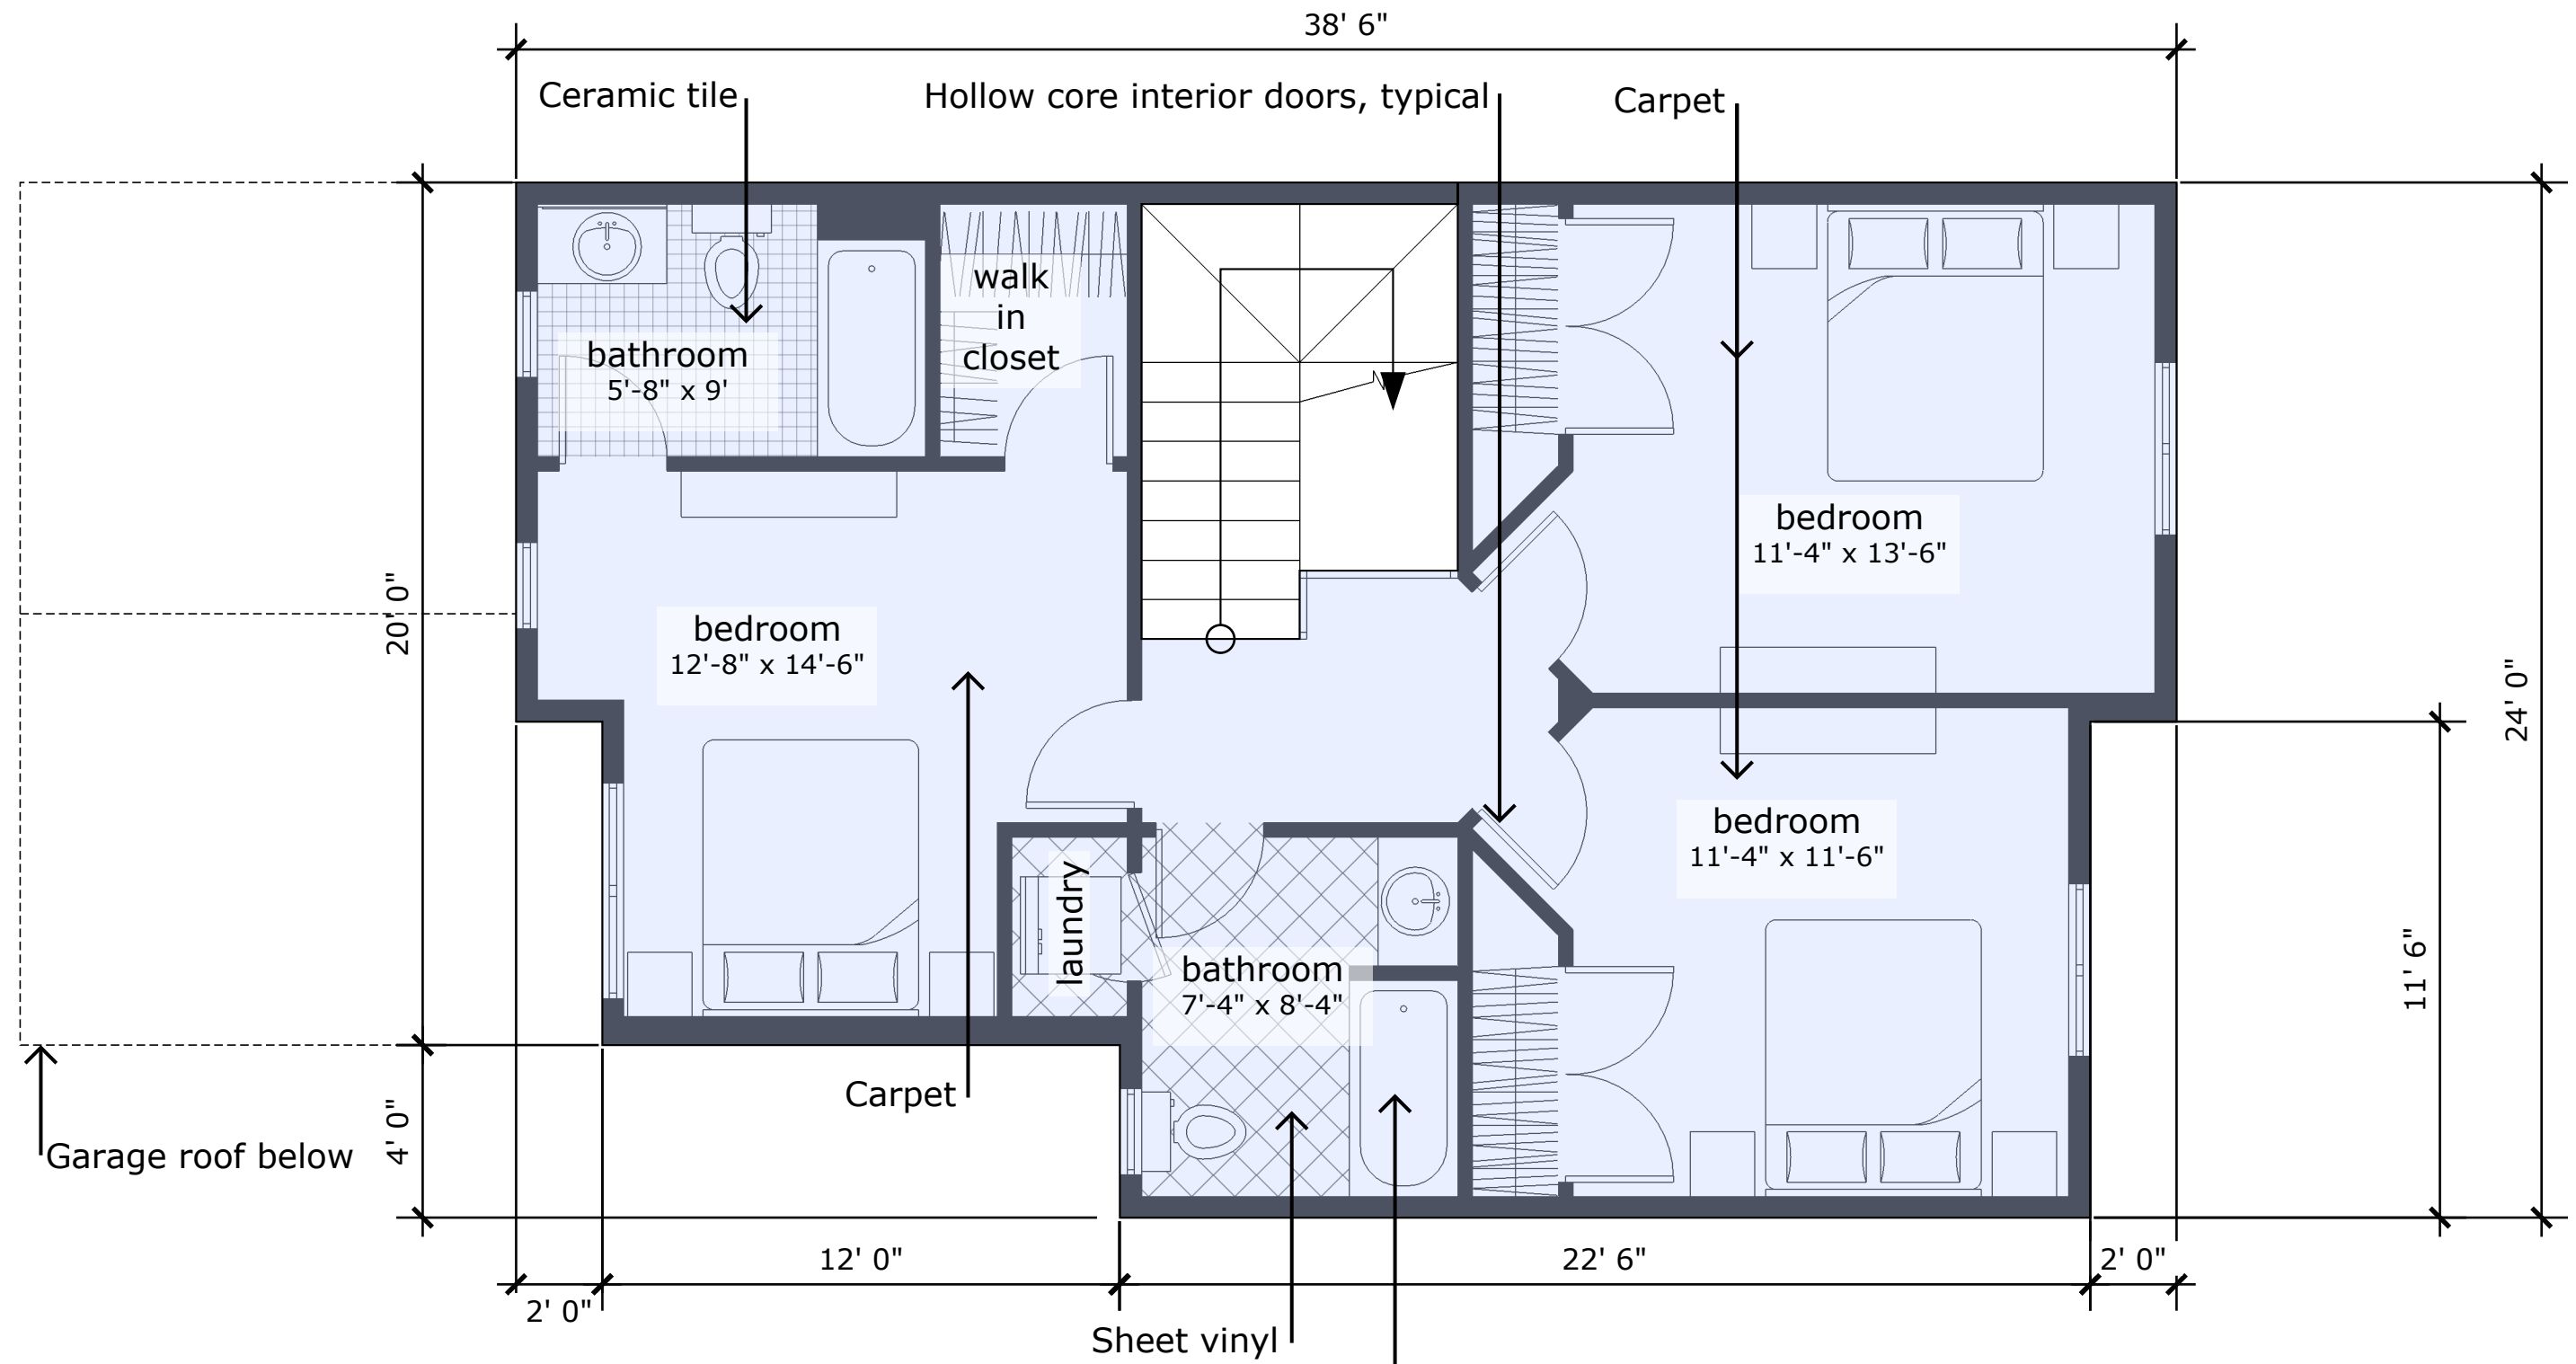 38' 6"
Ceramic tile
Hollow core interior doors, typical
Carpet
walk
in
closet
bathroom
5'-8" x 9'
bedroom
11'-4" x 13'-6"
20' 0"
bedroom
12'-8" x 14'-6"
24' 0"
bedroom
11'-4" x 11'-6"
laundry
bathroom
7'-4" x 8'-4"
11' 6"
Carpet
4' 0"
Garage roof below
12' 0"
22' 6"
2' 0"
2' 0"
Sheet vinyl